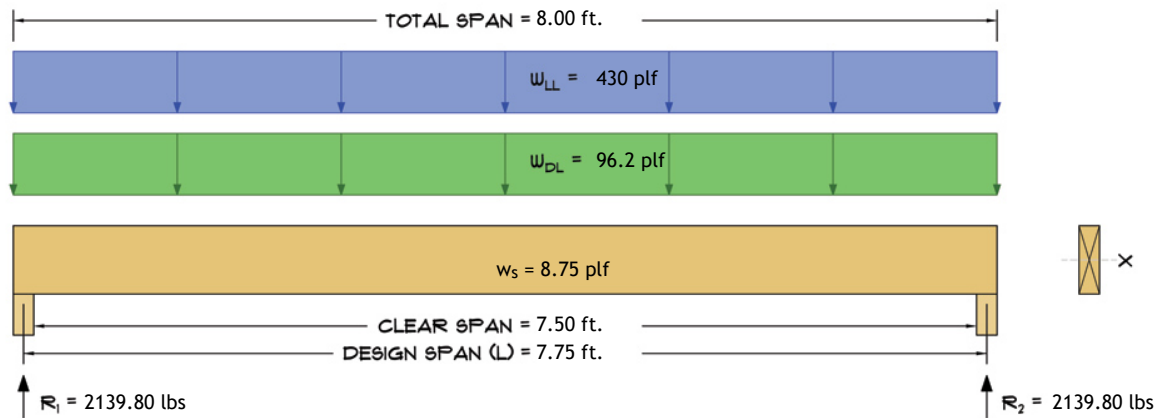 TOTAL SPAN = 8.00 ft.
WLL = 430 plf
WDL = 96.2 plf
ws = 8.75 plf
X
CLEAR SPAN = 7.50 ft.
DESIGN SPAN (L) = 7.75 ft.
R1 = 2139.80 lbs
R2 = 2139.80 lbs